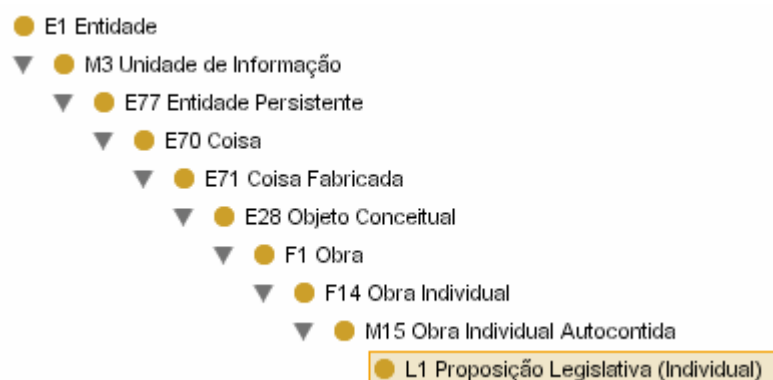 E1 Entidade
M3 Unidade de Informação
E77 Entidade Persistente
E70 Coisa
E71 Coisa Fabricada
E28 Objeto Conceitual
F1 Obra
F14 Obra Individual
M15 Obra Individual Autocontida
L1 Proposição Legislativa (Individual)